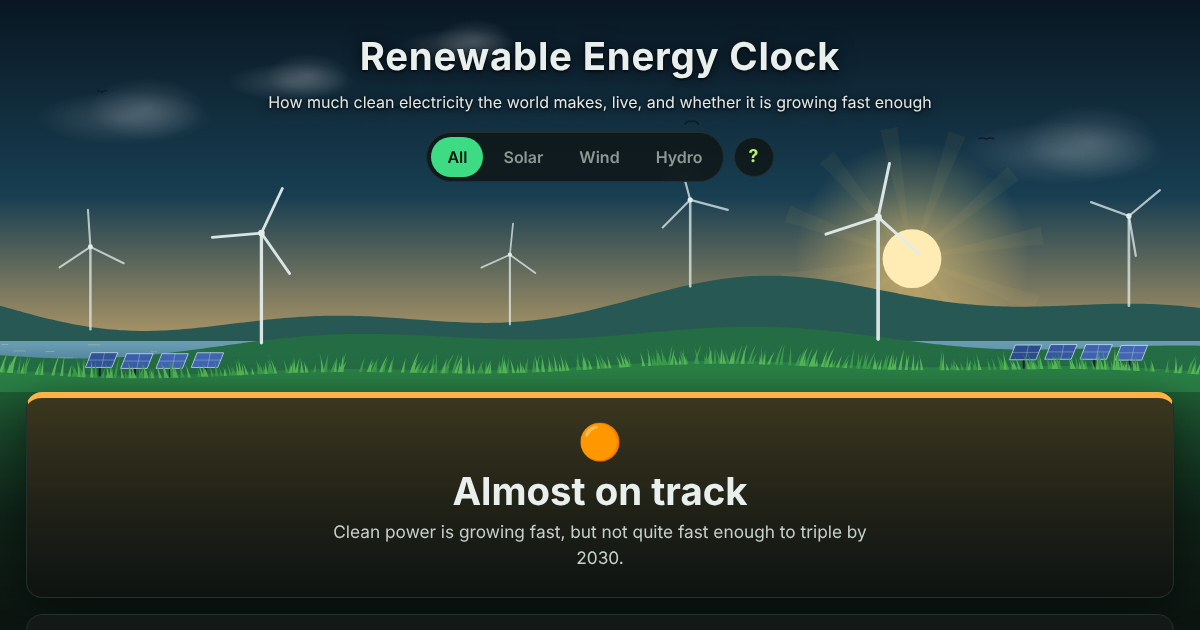 Renewable Energy Clock
How much clean electricity the world makes, live, and whether it is growing fast enough
All Solar Wind Hydro ?
Almost on track
Clean power is growing fast, but not quite fast enough to triple by
2030.